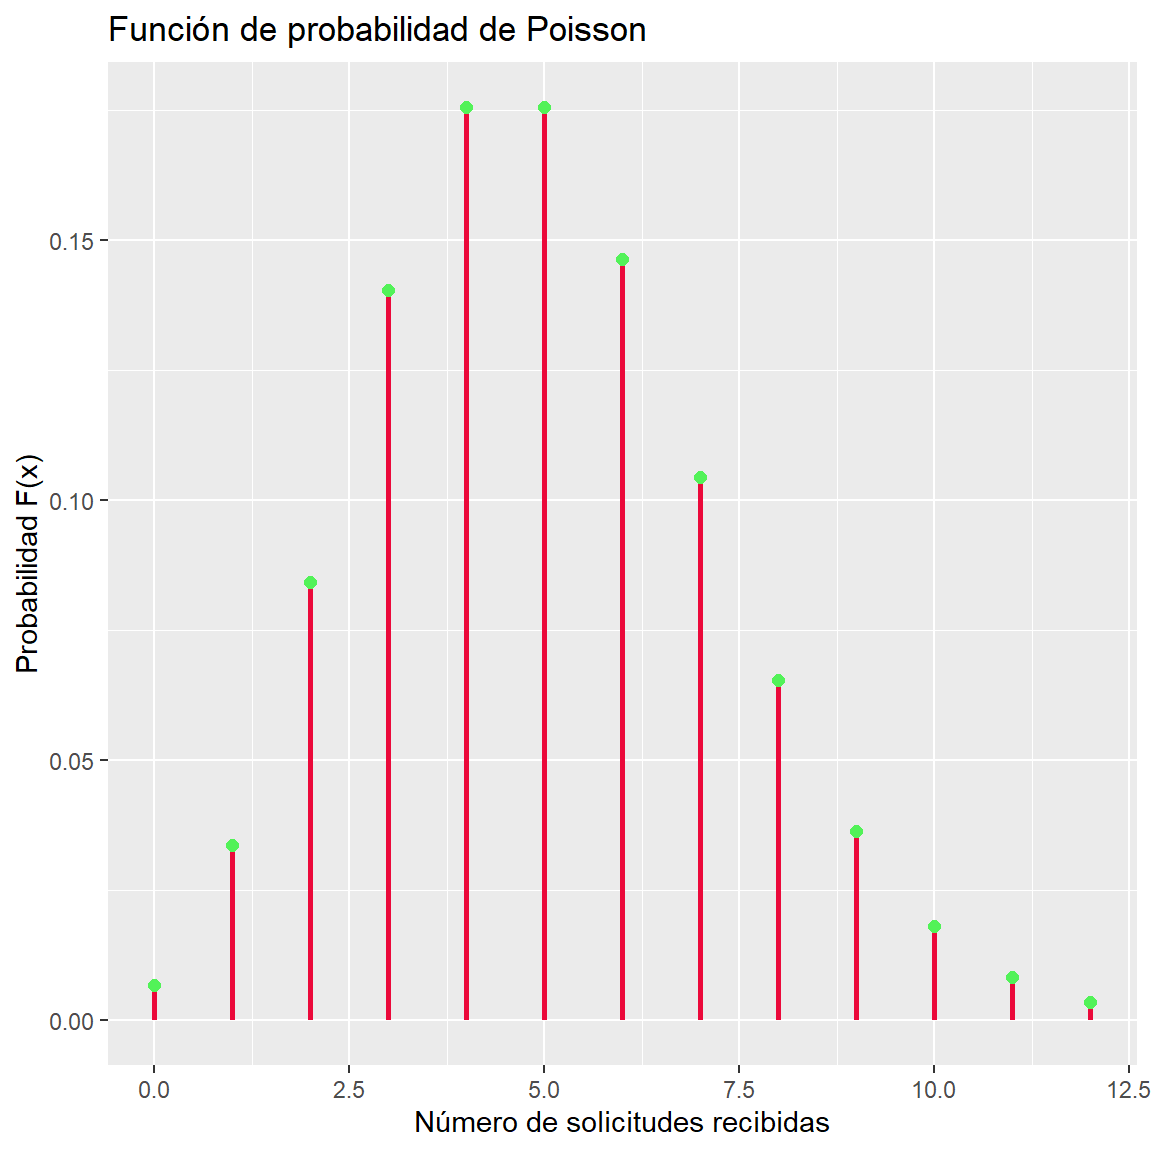 Función de probabilidad de Poisson
Probabilidad F(x)
0.15
0.10
0.05
0.00
0.0 2.5 5.0 7.5 10.0 12.5
Número de solicitudes recibidas